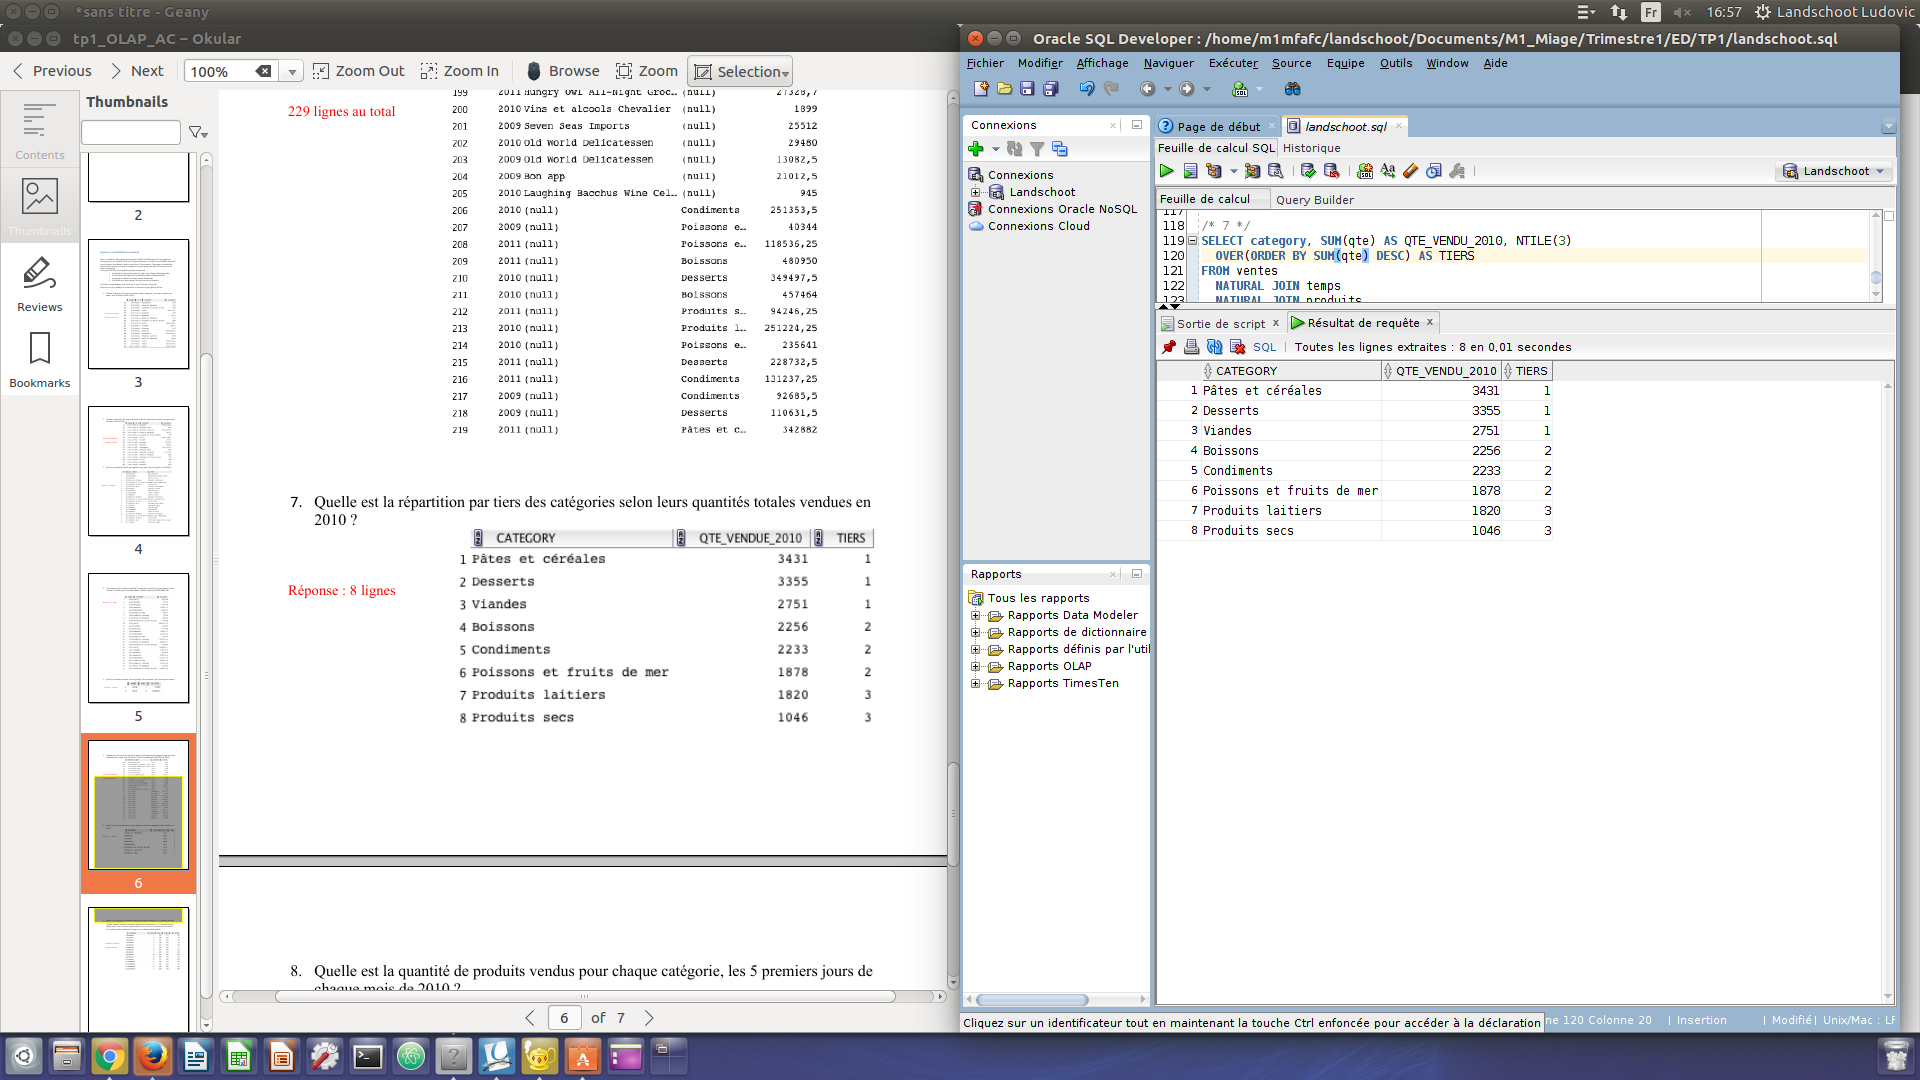 *sans titre - Geany
Fr
16:57
Landschoot Ludovic
tp1_OLAP_AC – Okular
Previous
Next
100%
Zoom Out
Zoom In
Browse
Zoom
Selection
Contents
Thumbnails
Reviews
Bookmarks
Thumbnails
2
3
4
5
6
229 lignes au total
199 2011 Hungry Owl All-Night Groc… (null) 27328,7
200 2010 Vins et alcools Chevalier (null) 1899
201 2009 Seven Seas Imports (null) 25512
202 2010 Old World Delicatessen (null) 29480
203 2009 Old World Delicatessen (null) 13082,5
204 2009 Bon app (null) 21012,5
205 2010 Laughing Bacchus Wine Cel… (null) 945
206 2010 (null) Condiments 251353,5
207 2009 (null) Poissons e… 40344
208 2011 (null) Poissons e… 118536,25
209 2011 (null) Boissons 480950
210 2010 (null) Desserts 349497,5
211 2010 (null) Boissons 457464
212 2011 (null) Produits s… 94246,25
213 2010 (null) Produits l… 251224,25
214 2010 (null) Poissons e… 235641
215 2011 (null) Desserts 228732,5
216 2011 (null) Condiments 131237,25
217 2009 (null) Condiments 92685,5
218 2009 (null) Desserts 110631,5
219 2011 (null) Pâtes et c… 342882
7. Quelle est la répartition par tiers des catégories selon leurs quantités totales vendues en
2010 ?
CATEGORY QTE_VENDUE_2010 TIERS
1 Pâtes et céréales 3431 1
2 Desserts 3355 1
Réponse : 8 lignes
3 Viandes 2751 1
4 Boissons 2256 2
5 Condiments 2233 2
6 Poissons et fruits de mer 1878 2
7 Produits laitiers 1820 3
8 Produits secs 1046 3
8. Quelle est la quantité de produits vendus pour chaque catégorie, les 5 premiers jours de
chaque mois de 2010 ?
6 of 7
Oracle SQL Developer : /home/m1mfafc/landschoot/Documents/M1_Miage/Trimestre1/ED/TP1/landschoot.sql
Fichier Modifier Affichage Naviguer Exécuter Source Equipe Outils Window Aide
Connexions
Connexions
Landschoot
Connexions Oracle NoSQL
Connexions Cloud
Rapports
Tous les rapports
Rapports Data Modeler
Rapports de dictionnaire
Rapports définis par l'util
Rapports OLAP
Rapports TimesTen
Page de début
landschoot.sql
Feuille de calcul SQL
Historique
Landschoot
Feuille de calcul
Query Builder
117
118 /* 7 */
119 SELECT category, SUM(qte) AS QTE_VENDU_2010, NTILE(3)
120 OVER(ORDER BY SUM(qte) DESC) AS TIERS
121 FROM ventes
122 NATURAL JOIN temps
123 NATURAL JOIN produits
Sortie de script
Résultat de requête
SQL
Toutes les lignes extraites : 8 en 0,01 secondes
CATEGORY QTE_VENDU_2010 TIERS
1 Pâtes et céréales 3431 1
2 Desserts 3355 1
3 Viandes 2751 1
4 Boissons 2256 2
5 Condiments 2233 2
6 Poissons et fruits de mer 1878 2
7 Produits laitiers 1820 3
8 Produits secs 1046 3
Cliquez sur un identificateur tout en maintenant la touche Ctrl enfoncée pour accéder à la déclaration
ne 120 Colonne 20 | Insertion | Modifié | Unix/Mac : LF